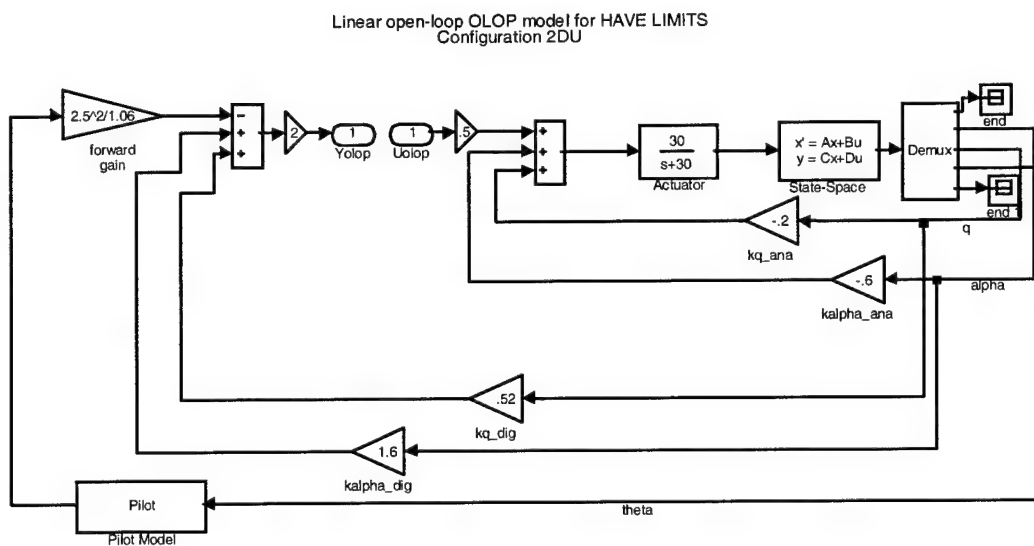 Linear open-loop OLOP model for HAVE LIMITS
Configuration 2DU
2.5^2/1.06
forward
gain
−
+
+
2
1
Yolop
1
Uolop
.5
+
+
+
30
s+30
Actuator
x' = Ax+Bu
y = Cx+Du
State-Space
Demux
end
end 1
q
-.2
kq_ana
alpha
-.6
kalpha_ana
.52
kq_dig
1.6
kalpha_dig
Pilot
Pilot Model
theta